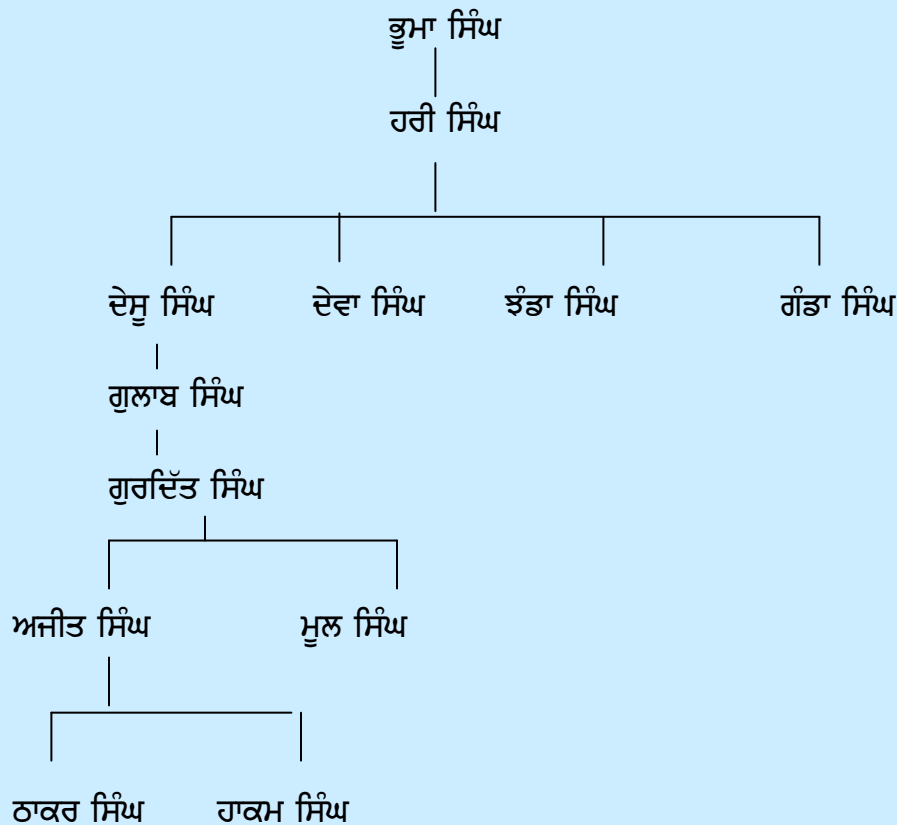 ਭੂਮਾ ਸਿੰਘ
ਹਰੀ ਸਿੰਘ
ਦੇਸੂ ਸਿੰਘ ਦੇਵਾ ਸਿੰਘ ਝੰਡਾ ਸਿੰਘ ਗੰਡਾ ਸਿੰਘ
ਗੁਲਾਬ ਸਿੰਘ
ਗੁਰਦਿੱਤ ਸਿੰਘ
ਅਜੀਤ ਸਿੰਘ ਮੂਲ ਸਿੰਘ
ਠਾਕਰ ਸਿੰਘ ਹਾਕਮ ਸਿੰਘ